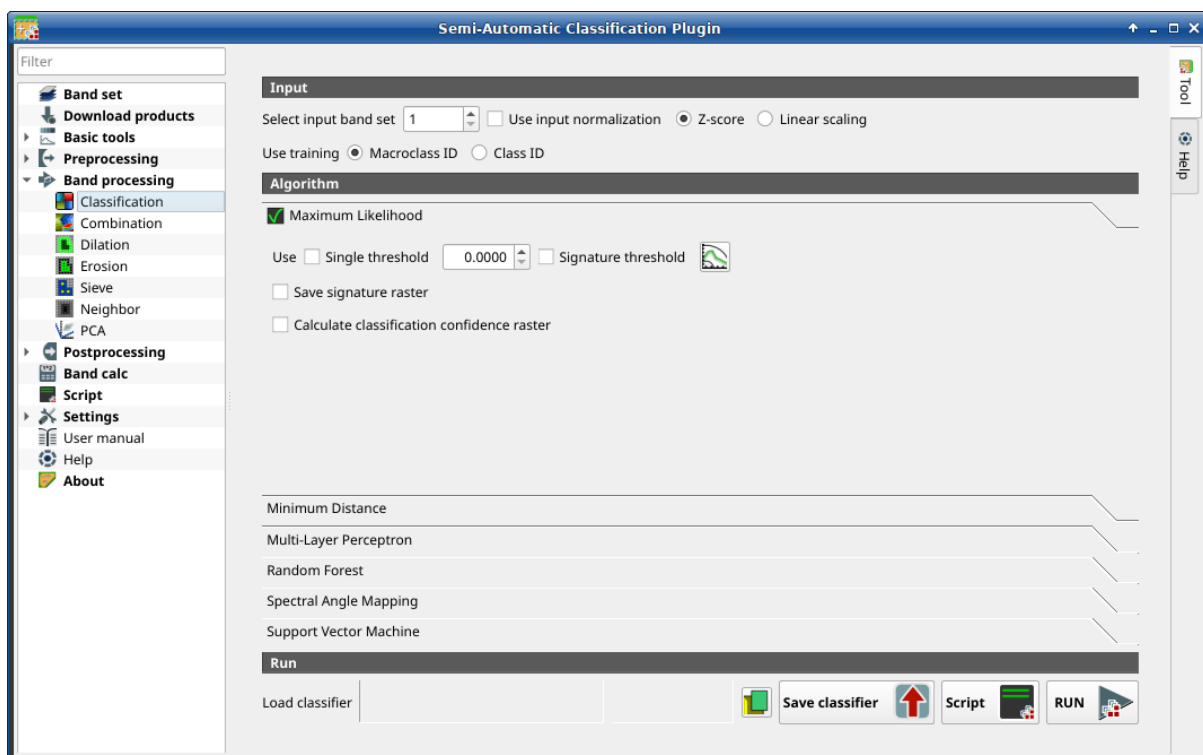 Semi-Automatic Classification Plugin
Filter
Band set
Download products
Basic tools
Preprocessing
Band processing
Classification
Combination
Dilation
Erosion
Sieve
Neighbor
PCA
Postprocessing
Band calc
Script
Settings
User manual
Help
About
Input
Select input band set 1 Use input normalization Z-score Linear scaling
Use training Macroclass ID Class ID
Algorithm
Maximum Likelihood
Use Single threshold 0.0000 Signature threshold
Save signature raster
Calculate classification confidence raster
Minimum Distance
Multi-Layer Perceptron
Random Forest
Spectral Angle Mapping
Support Vector Machine
Run
Load classifier Save classifier Script RUN
Tool
Help